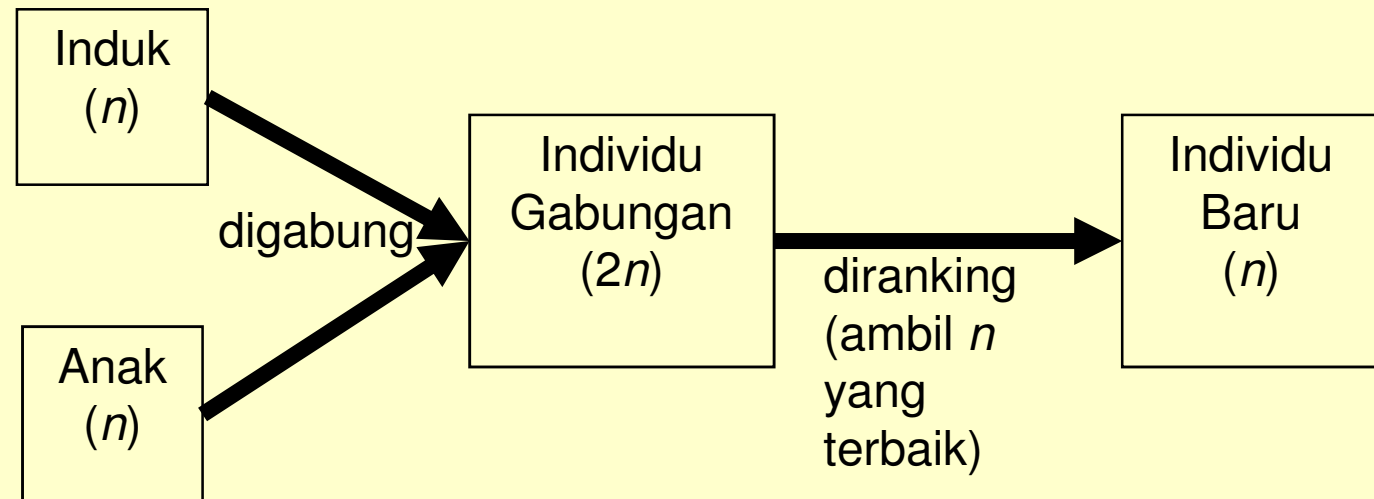 Induk
(n)
digabung
Anak
(n)
Individu
Gabungan
(2n)
diranking
(ambil n
yang
terbaik)
Individu
Baru
(n)